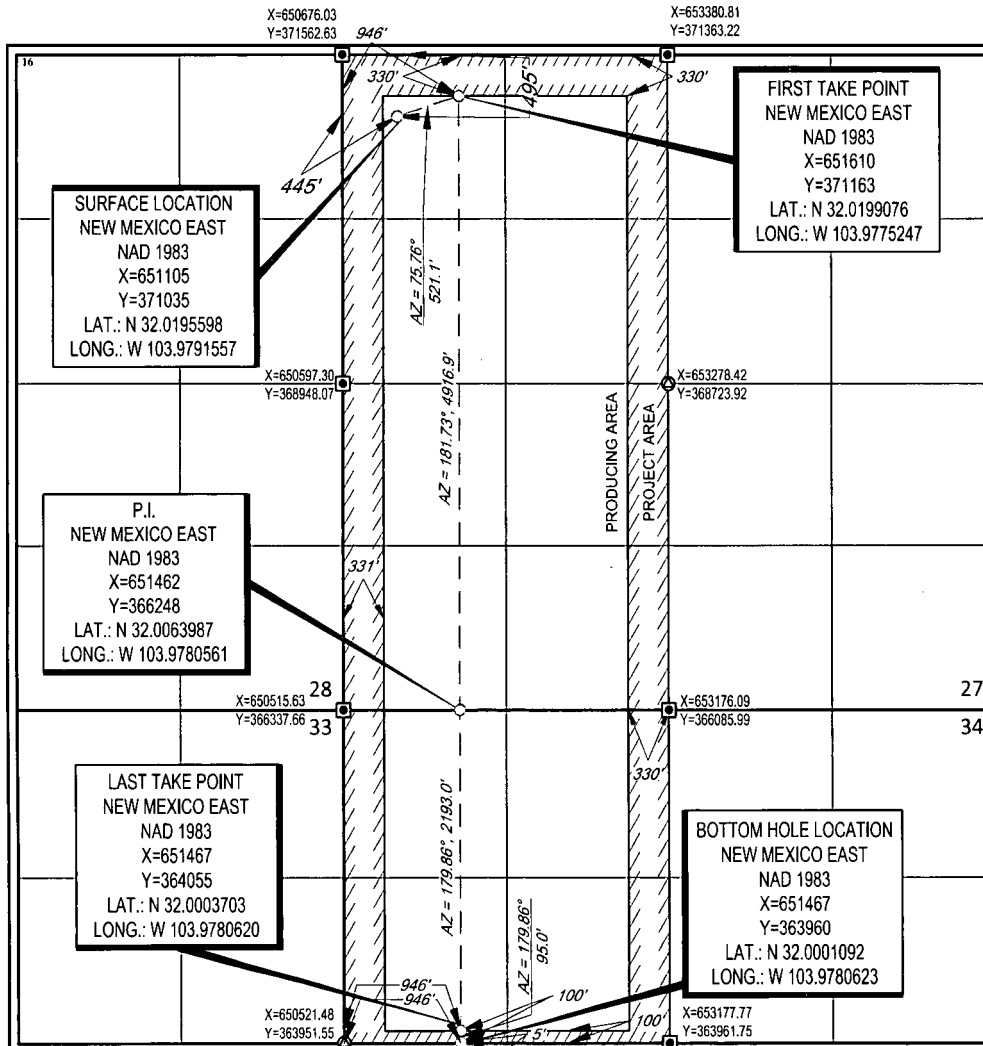 X=650676.03
Y=371562.63
X=653380.81
Y=371363.22
16
946'
330'
495'
330'
FIRST TAKE POINT
NEW MEXICO EAST
NAD 1983
X=651610
Y=371163
LAT.: N 32.0199076
LONG.: W 103.9775247
445'
SURFACE LOCATION
NEW MEXICO EAST
NAD 1983
X=651105
Y=371035
LAT.: N 32.0195598
LONG.: W 103.9791557
AZ = 75.76°
521.1'
X=650597.30
Y=368948.07
X=653278.42
Y=368723.92
AZ = 181.73°, 4916.9'
PRODUCING AREA
PROJECT AREA
P.I.
NEW MEXICO EAST
NAD 1983
X=651462
Y=366248
LAT.: N 32.0063987
LONG.: W 103.9780561
331'
X=650515.63
Y=366337.66
28
33
X=653176.09
Y=366085.99
27
34
330'
LAST TAKE POINT
NEW MEXICO EAST
NAD 1983
X=651467
Y=364055
LAT.: N 32.0003703
LONG.: W 103.9780620
AZ = 179.86°, 2193.0'
AZ = 179.86°
95.0'
BOTTOM HOLE LOCATION
NEW MEXICO EAST
NAD 1983
X=651467
Y=363960
LAT.: N 32.0001092
LONG.: W 103.9780623
946'
946'
100'
5'
100'
X=650521.48
Y=363951.55
X=653177.77
Y=363961.75